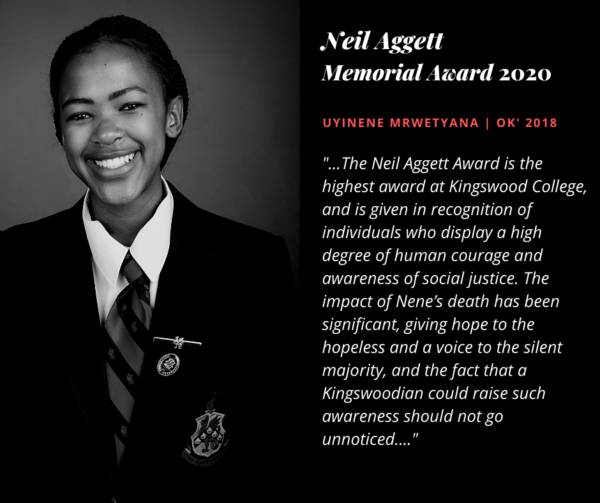 Neil Aggett
Memorial Award 2020
UYINENE MRWETYANA | OK' 2018
"...The Neil Aggett Award is the
highest award at Kingswood College,
and is given in recognition of
individuals who display a high
degree of human courage and
awareness of social justice. The
impact of Nene’s death has been
significant, giving hope to the
hopeless and a voice to the silent
majority, and the fact that a
Kingswoodian could raise such
awareness should not go
unnoticed...."